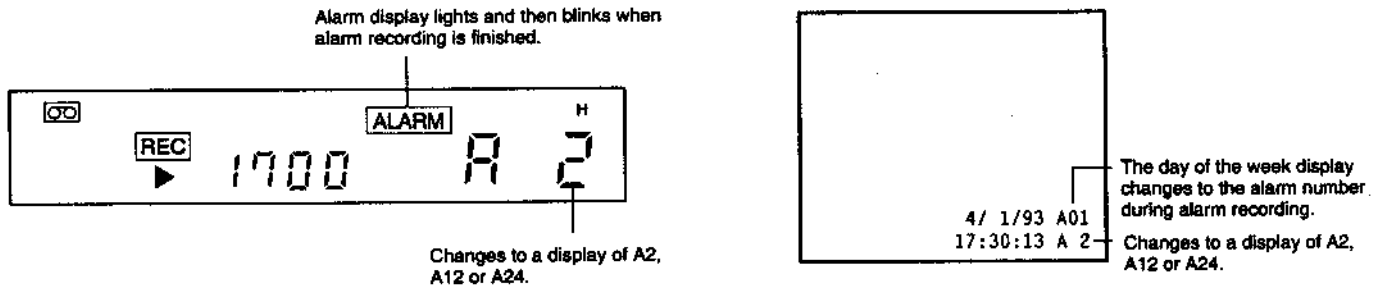 Alarm display lights and then blinks when
alarm recording is finished.
H
ALARM
REC
1700
A 2
Changes to a display of A2,
A12 or A24.
4/ 1/93 A01
17:30:13 A 2
The day of the week display
changes to the alarm number
during alarm recording.
Changes to a display of A2,
A12 or A24.